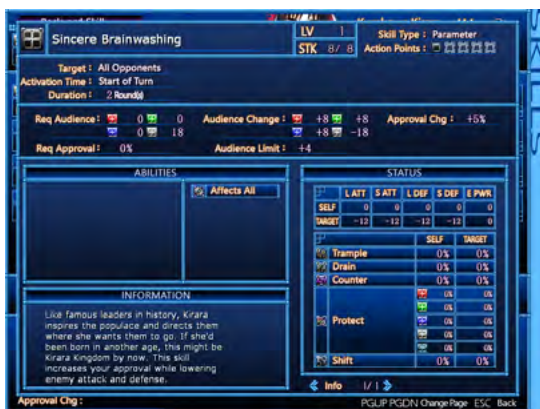 Sincere Brainwashing
LV 1
STK 8/ 8
Skill Type : Parameter
Action Points :
Target : All Opponents
Activation Time : Start of Turn
Duration : 2 Round(s)
Req Audience : 0 0 Audience Change : +8 +8 Approval Chg : +5%
0 18 +8 -18
Req Approval : 0% Audience Limit : +4
ABILITIES
Affects All
STATUS
L ATT S ATT L DEF S DEF E PWR
SELF 0 0 0 0 0
TARGET -12 -12 -12 -12 0
SELF TARGET
Trample 0% 0%
Drain 0% 0%
Counter 0% 0%
Protect
0% 0%
0% 0%
0% 0%
0% 0%
0% 0%
Shift 0% 0%
INFORMATION
Like famous leaders in history, Kirara
inspires the populace and directs them
where she wants them to go. If she'd
been born in another age, this might be
Kirara Kingdom by now. This skill
increases your approval while lowering
enemy attack and defense.
Info 1/1
Approval Chg :
PGUP PGDN Change Page ESC Back